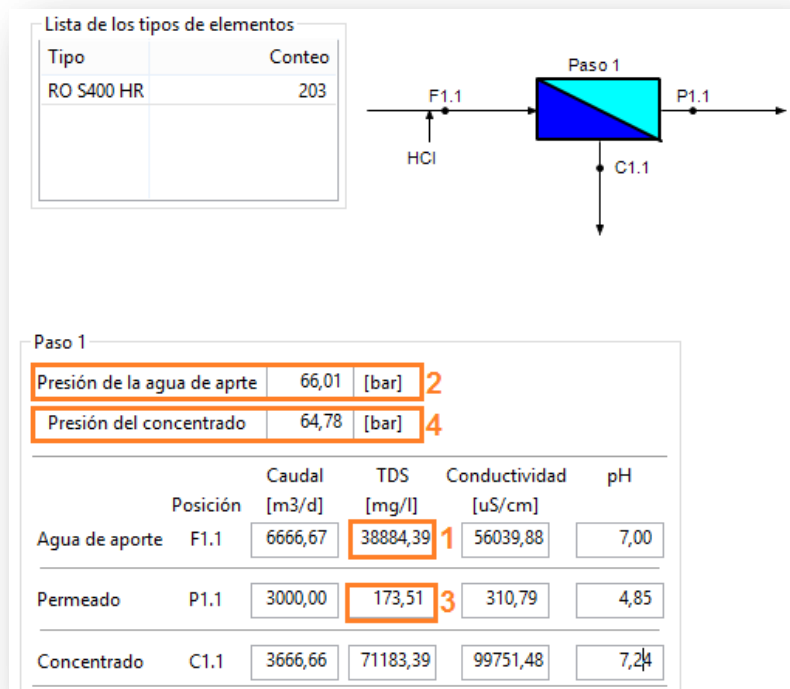 Lista de los tipos de elementos
Tipo Conteo
RO S400 HR 203
Paso 1
F1.1 P1.1
HCl
C1.1
Paso 1
Presión de la agua de aprte 66,01 [bar] 2
Presión del concentrado 64,78 [bar] 4
Caudal TDS Conductividad pH
Posición [m3/d] [mg/l] [uS/cm]
Agua de aporte F1.1 6666,67 38884,39 1 56039,88 7,00
Permeado P1.1 3000,00 173,51 3 310,79 4,85
Concentrado C1.1 3666,66 71183,39 99751,48 7,24